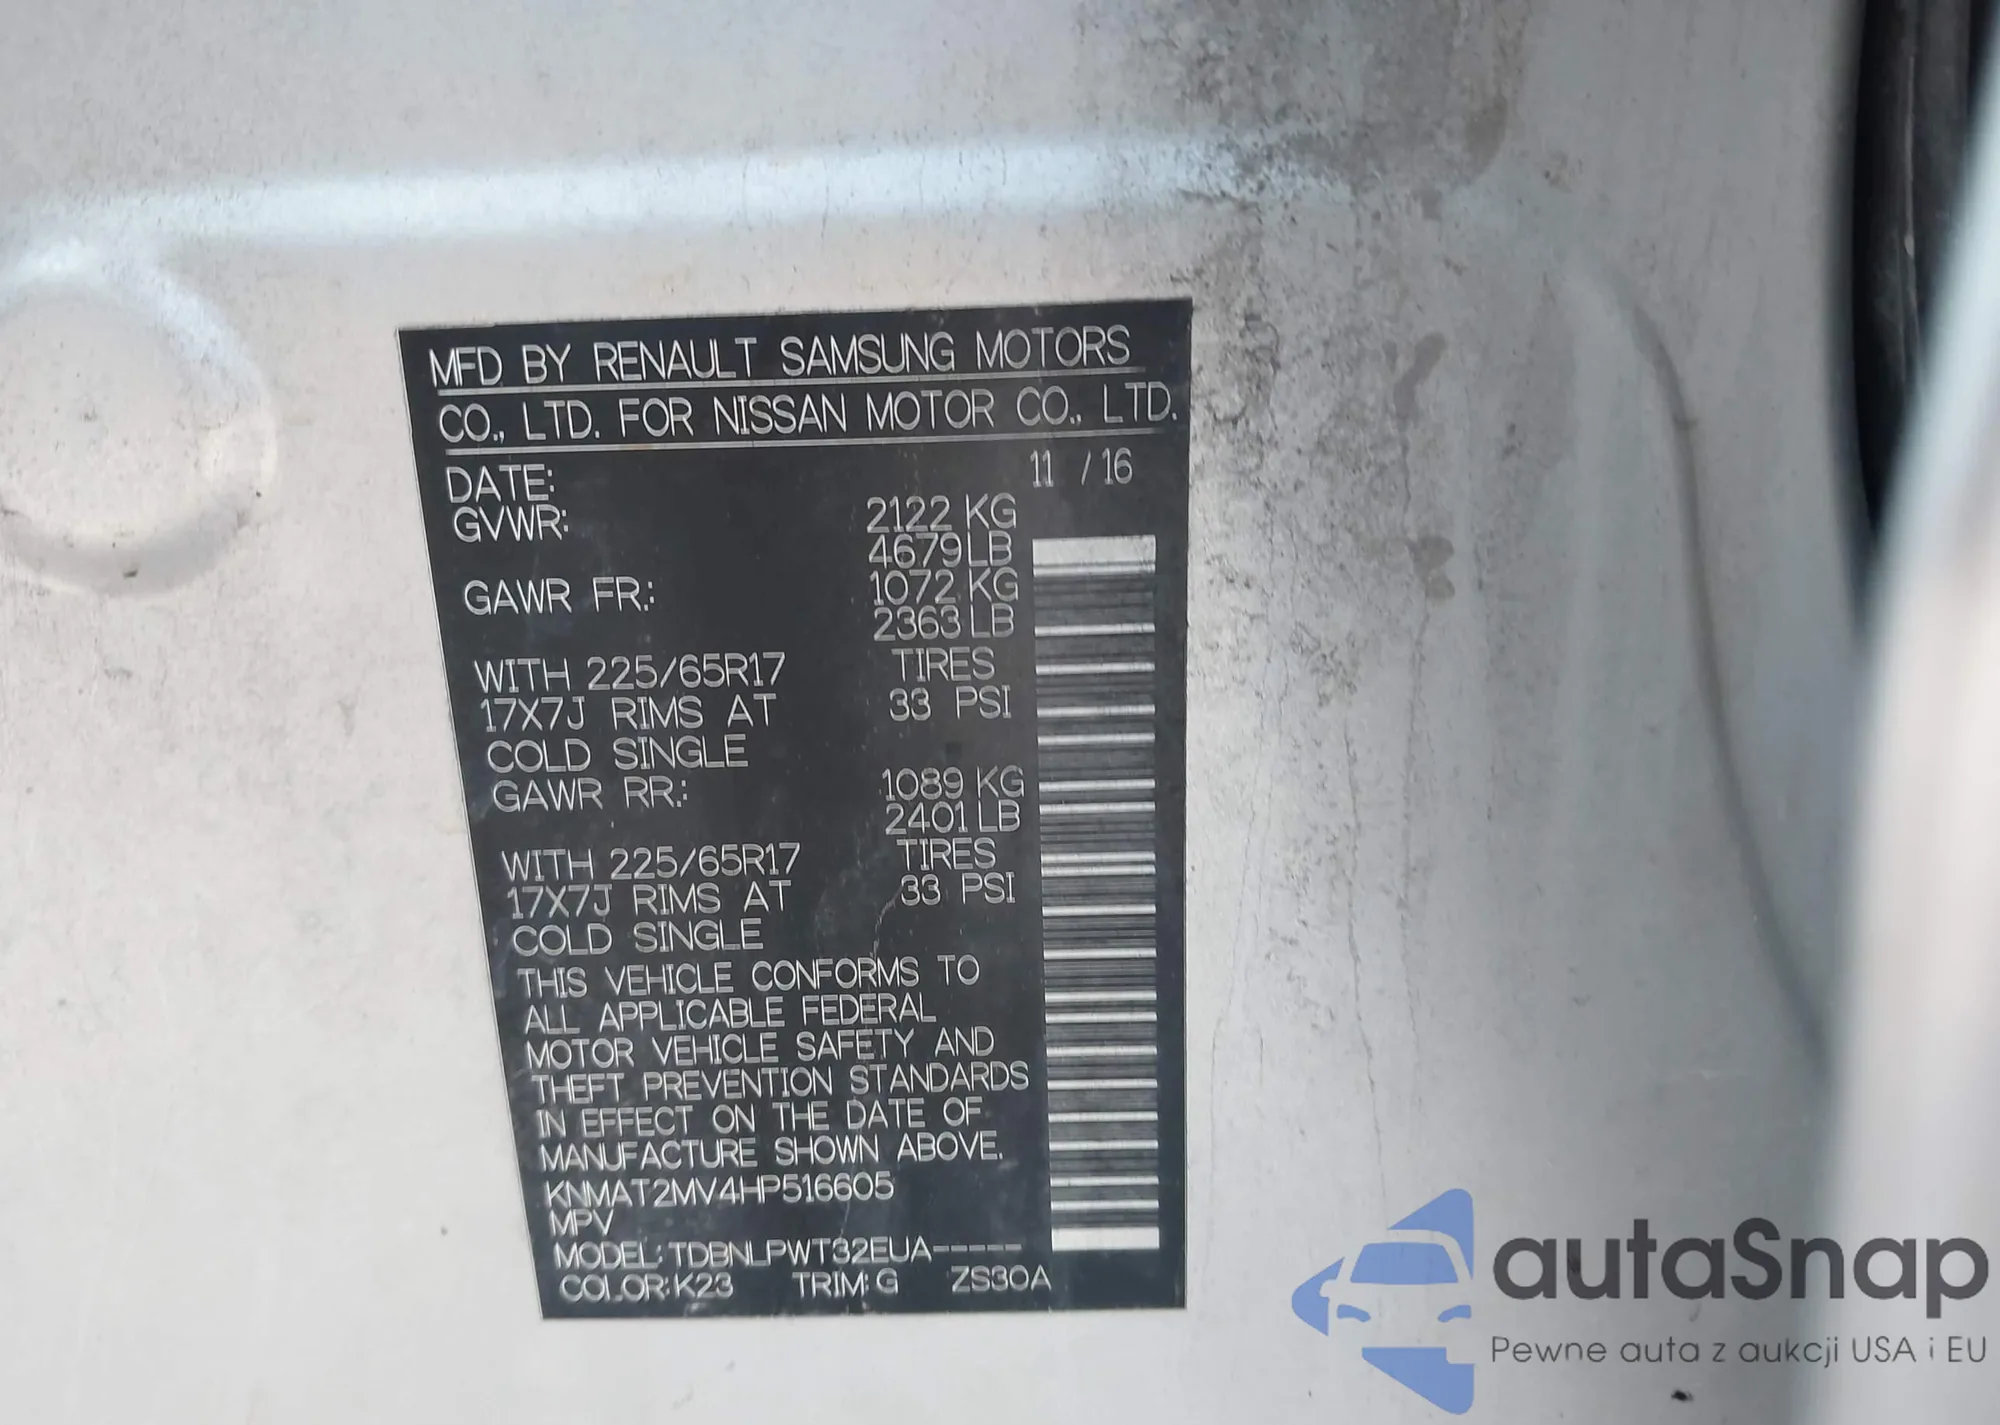 MFD BY RENAULT SAMSUNG MOTORS
CO., LTD. FOR NISSAN MOTOR CO., LTD.
DATE: 11 / 16
GVWR: 2122 KG
4679 LB
GAWR FR.: 1072 KG
2363 LB
WITH 225/65R17 TIRES
17X7J RIMS AT 33 PSI
COLD SINGLE
GAWR RR.: 1089 KG
2401 LB
WITH 225/65R17 TIRES
17X7J RIMS AT 33 PSI
COLD SINGLE
THIS VEHICLE CONFORMS TO
ALL APPLICABLE FEDERAL
MOTOR VEHICLE SAFETY AND
THEFT PREVENTION STANDARDS
IN EFFECT ON THE DATE OF
MANUFACTURE SHOWN ABOVE.
KNMAT2MV4HP516605
MPV
MODEL: TDBNLPWT32EUA-----
COLOR: K23 TRIM: G ZS30A
autaSnap
Pewne auta z aukcji USA i EU